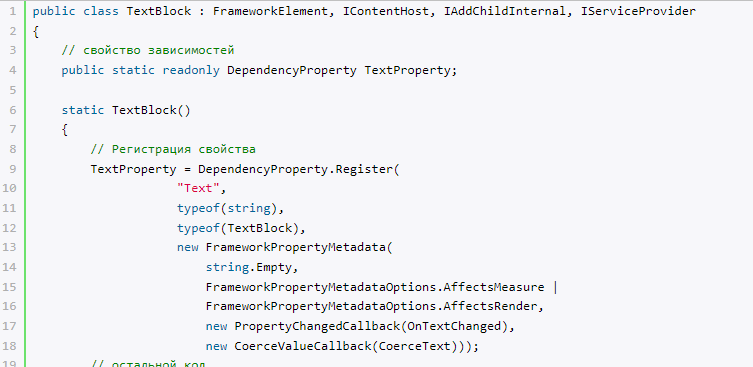 1 public class TextBlock : FrameworkElement, IContentHost, IAddChildInternal, IServiceProvider
2 {
3 // свойство зависимостей
4 public static readonly DependencyProperty TextProperty;
5
6 static TextBlock()
7 {
8 // Регистрация свойства
9 TextProperty = DependencyProperty.Register(
10 "Text",
11 typeof(string),
12 typeof(TextBlock),
13 new FrameworkPropertyMetadata(
14 string.Empty,
15 FrameworkPropertyMetadataOptions.AffectsMeasure |
16 FrameworkPropertyMetadataOptions.AffectsRender,
17 new PropertyChangedCallback(OnTextChanged),
18 new CoerceValueCallback(CoerceText)));
19 // остальной код